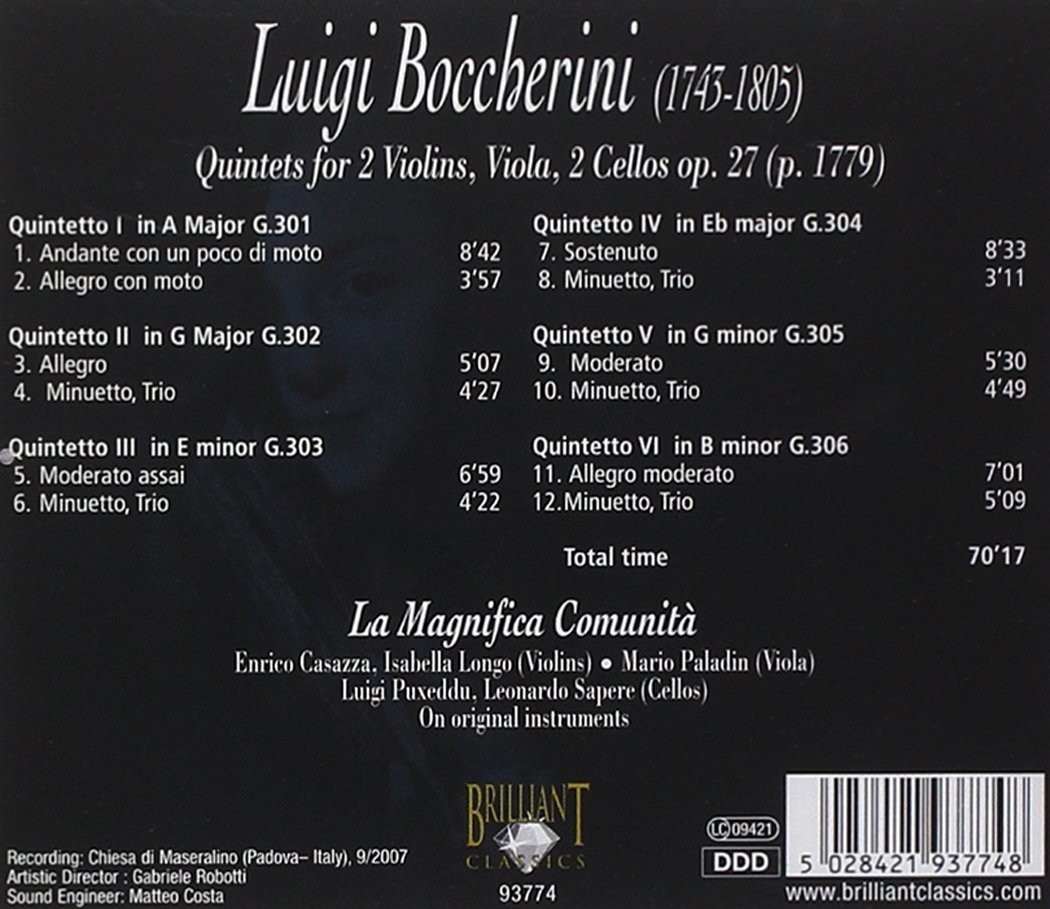 Luigi Boccherini (1743-1805)
Quintets for 2 Violins, Viola, 2 Cellos op. 27 (p. 1779)
Quintetto I in A Major G.301
1. Andante con un poco di moto 8'42
2. Allegro con moto 3'57
Quintetto II in G Major G.302
3. Allegro 5'07
4. Minuetto, Trio 4'27
Quintetto III in E minor G.303
5. Moderato assai 6'59
6. Minuetto, Trio 4'22
Quintetto IV in Eb major G.304
7. Sostenuto 8'33
8. Minuetto, Trio 3'11
Quintetto V in G minor G.305
9. Moderato 5'30
10. Minuetto, Trio 4'49
Quintetto VI in B minor G.306
11. Allegro moderato 7'01
12.Minuetto, Trio 5'09
Total time 70'17
La Magnifica Comunità
Enrico Casazza, Isabella Longo (Violins) • Mario Paladin (Viola)
Luigi Puxeddu, Leonardo Sapere (Cellos)
On original instruments
Recording: Chiesa di Maseralino (Padova– Italy), 9/2007
Artistic Director : Gabriele Robotti
Sound Engineer: Matteo Costa
BRILLIANT
CLASSICS
93774
LC 09421
DDD
5 028421 937748
www.brilliantclassics.com